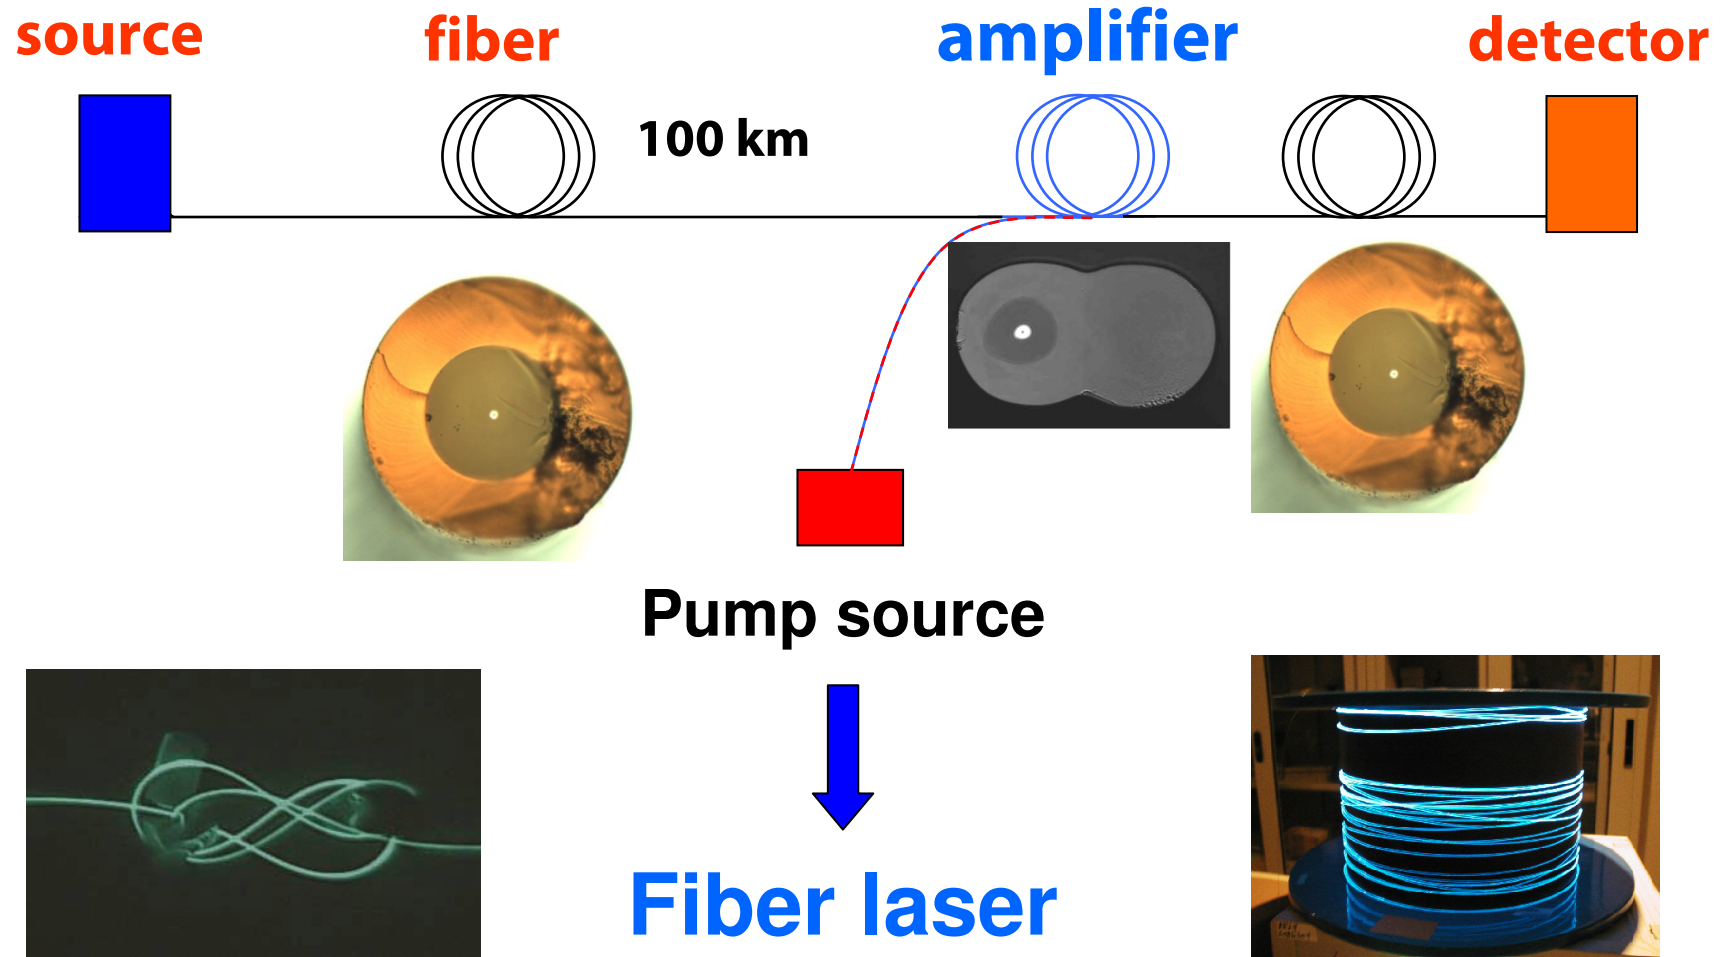 source
fiber
amplifier
detector
100 km
Pump source
Fiber laser